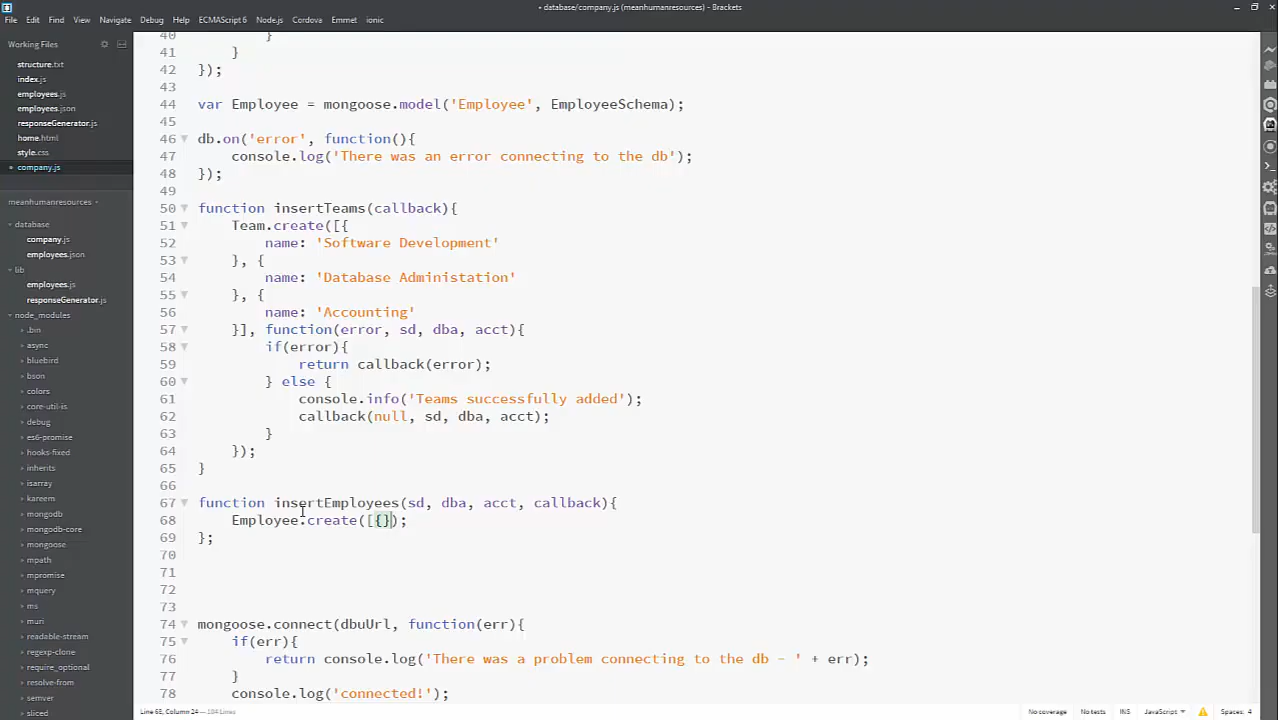 • database/company.js (meanhumanresources) - Brackets
File Edit Find View Navigate Debug Help ECMAScript 6 Node.js Cordova Emmet ionic
Working Files
structure.txt
index.js
employees.js
employees.json
responseGenerator.js
home.html
style.css
• company.js
meanhumanresources
database
company.js
employees.json
lib
employees.js
responseGenerator.js
node_modules
.bin
async
bluebird
bson
colors
core-util-is
debug
es6-promise
hooks-fixed
inherits
isarray
kareem
mongodb
mongodb-core
mongoose
mpath
mpromise
mquery
ms
muri
readable-stream
regexp-clone
require_optional
resolve-from
semver
sliced
40 }
41 }
42 });
43
44 var Employee = mongoose.model('Employee', EmployeeSchema);
45
46 db.on('error', function(){
47 console.log('There was an error connecting to the db');
48 });
49
50 function insertTeams(callback){
51 Team.create([{
52 name: 'Software Development'
53 }, {
54 name: 'Database Administation'
55 }, {
56 name: 'Accounting'
57 }], function(error, sd, dba, acct){
58 if(error){
59 return callback(error);
60 } else {
61 console.info('Teams successfully added');
62 callback(null, sd, dba, acct);
63 }
64 });
65 }
66
67 function insertEmployees(sd, dba, acct, callback){
68 Employee.create([{});
69 };
70
71
72
73
74 mongoose.connect(dbuUrl, function(err){
75 if(err){
76 return console.log('There was a problem connecting to the db - ' + err);
77 }
78 console.log('connected!');
Line 68, Column 24 — 184 Lines
No coverage No tests INS JavaScript Spaces: 4